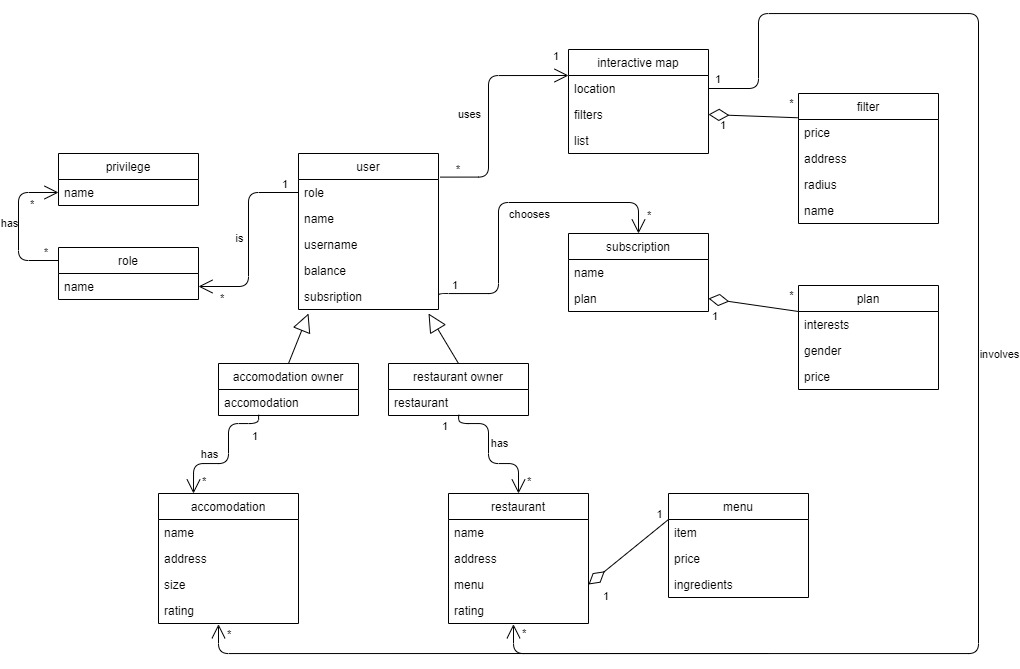 1
interactive map
location
filters
list
1
*
1
filter
price
address
radius
name
uses
*
privilege
name
*
has
*
role
name
user
role
name
username
balance
subsription
1
is
*
1
chooses
*
subscription
name
plan
1
*
plan
interests
gender
price
involves
accomodation owner
accomodation
restaurant owner
restaurant
1
has
*
1
has
*
accomodation
name
address
size
rating
*
restaurant
name
address
menu
rating
*
1
1
menu
item
price
ingredients